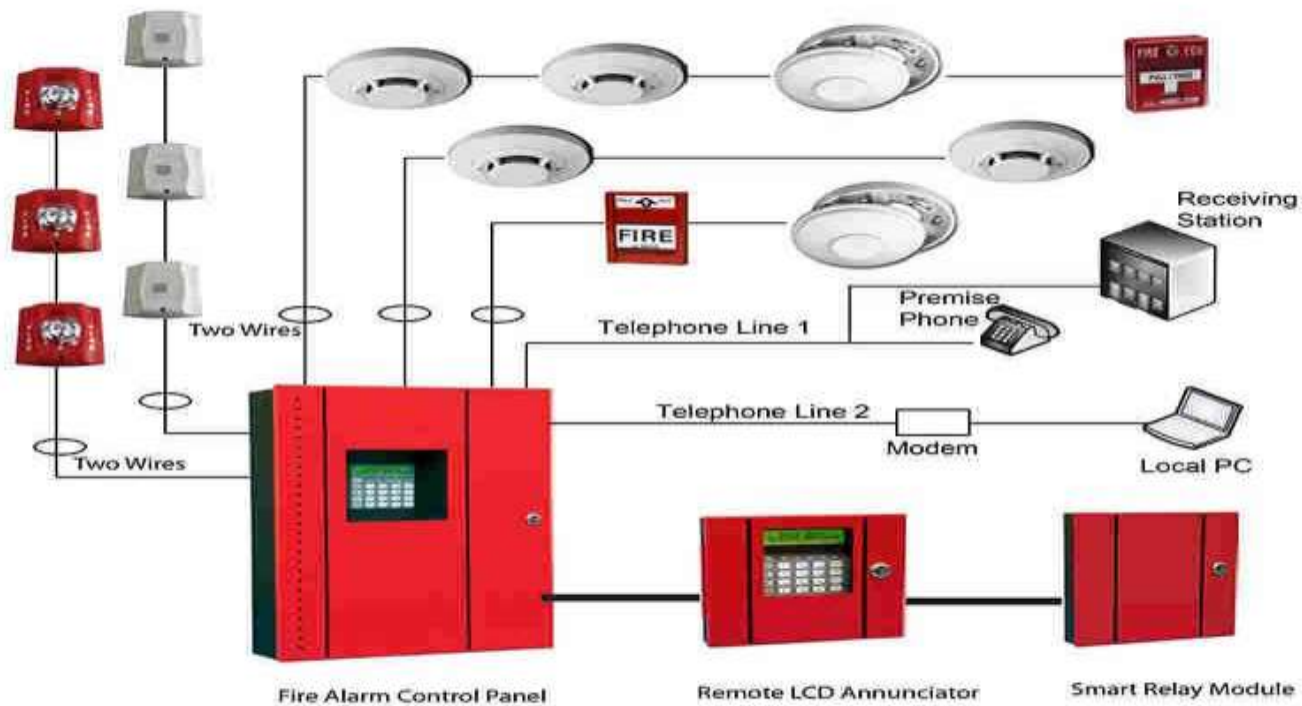 FIRE
FIRE
Receiving
Station
Premise
Phone
Two Wires
Telephone Line 1
Telephone Line 2
Modem
Local PC
Two Wires
Fire Alarm Control Panel
Remote LCD Annunciator
Smart Relay Module